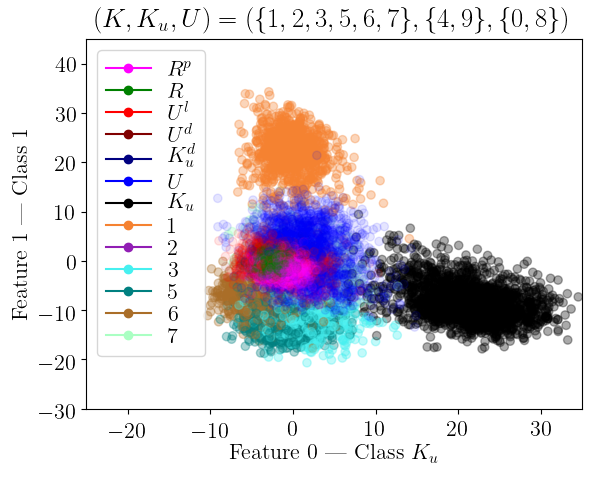 (K, K_u, U) = ({1, 2, 3, 5, 6, 7}, {4, 9}, {0, 8})
Feature 1 — Class 1
40
30
20
10
0
−10
−20
−30
R^p
R
U^l
U^d
K_u^d
U
K_u
1
2
3
5
6
7
−20
−10
0
10
20
30
Feature 0 — Class K_u